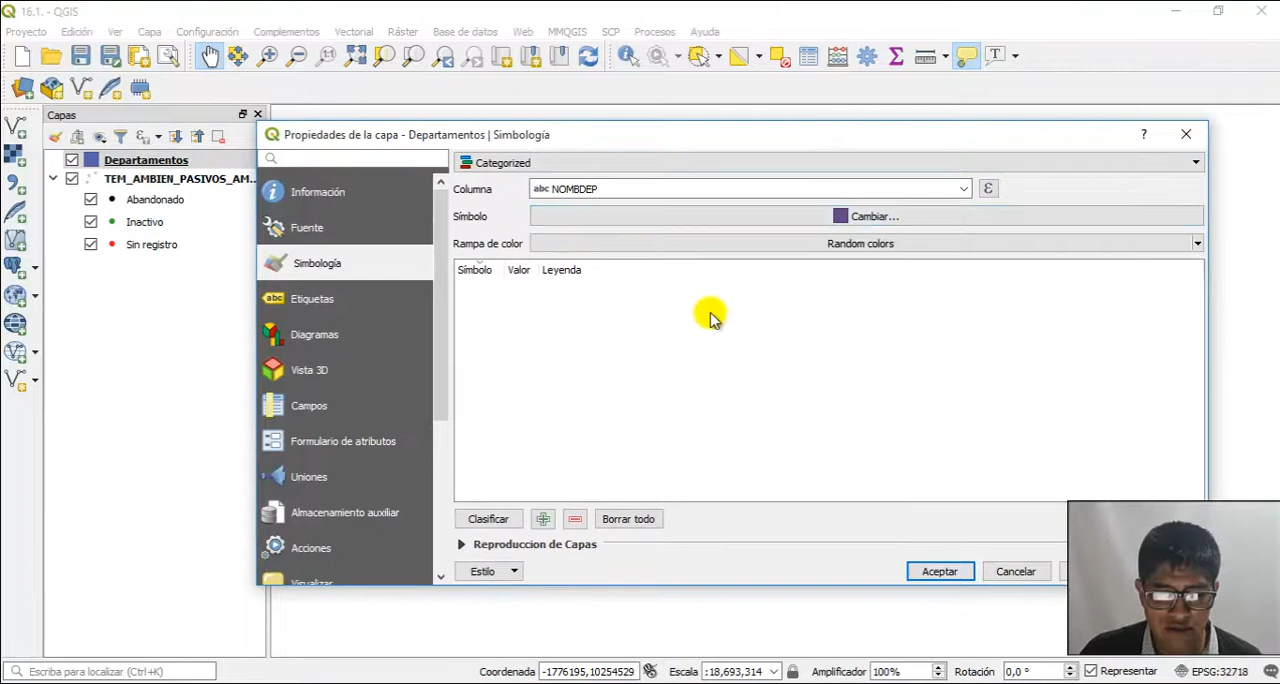 16.1. - QGIS
Proyecto Edición Ver Capa Configuración Complementos Vectorial Ráster Base de datos Web MMQGIS SCP Procesos Ayuda
Capas
Departamentos
TEM_AMBIEN_PASIVOS_AM...
Abandonado
Inactivo
Sin registro
Propiedades de la capa - Departamentos | Simbología
Información
Fuente
Simbología
Etiquetas
Diagramas
Vista 3D
Campos
Formulario de atributos
Uniones
Almacenamiento auxiliar
Acciones
Visualizar
Categorized
Columna abc NOMBDEP ε
Símbolo Cambiar...
Rampa de color Random colors
Símbolo Valor Leyenda
Clasificar Borrar todo
Reproduccion de Capas
Estilo Aceptar Cancelar
Escriba para localizar (Ctrl+K) Coordenada -1776195,10254529 Escala :18,693,314 Amplificador 100% Rotación 0,0 ° Representar EPSG:32718